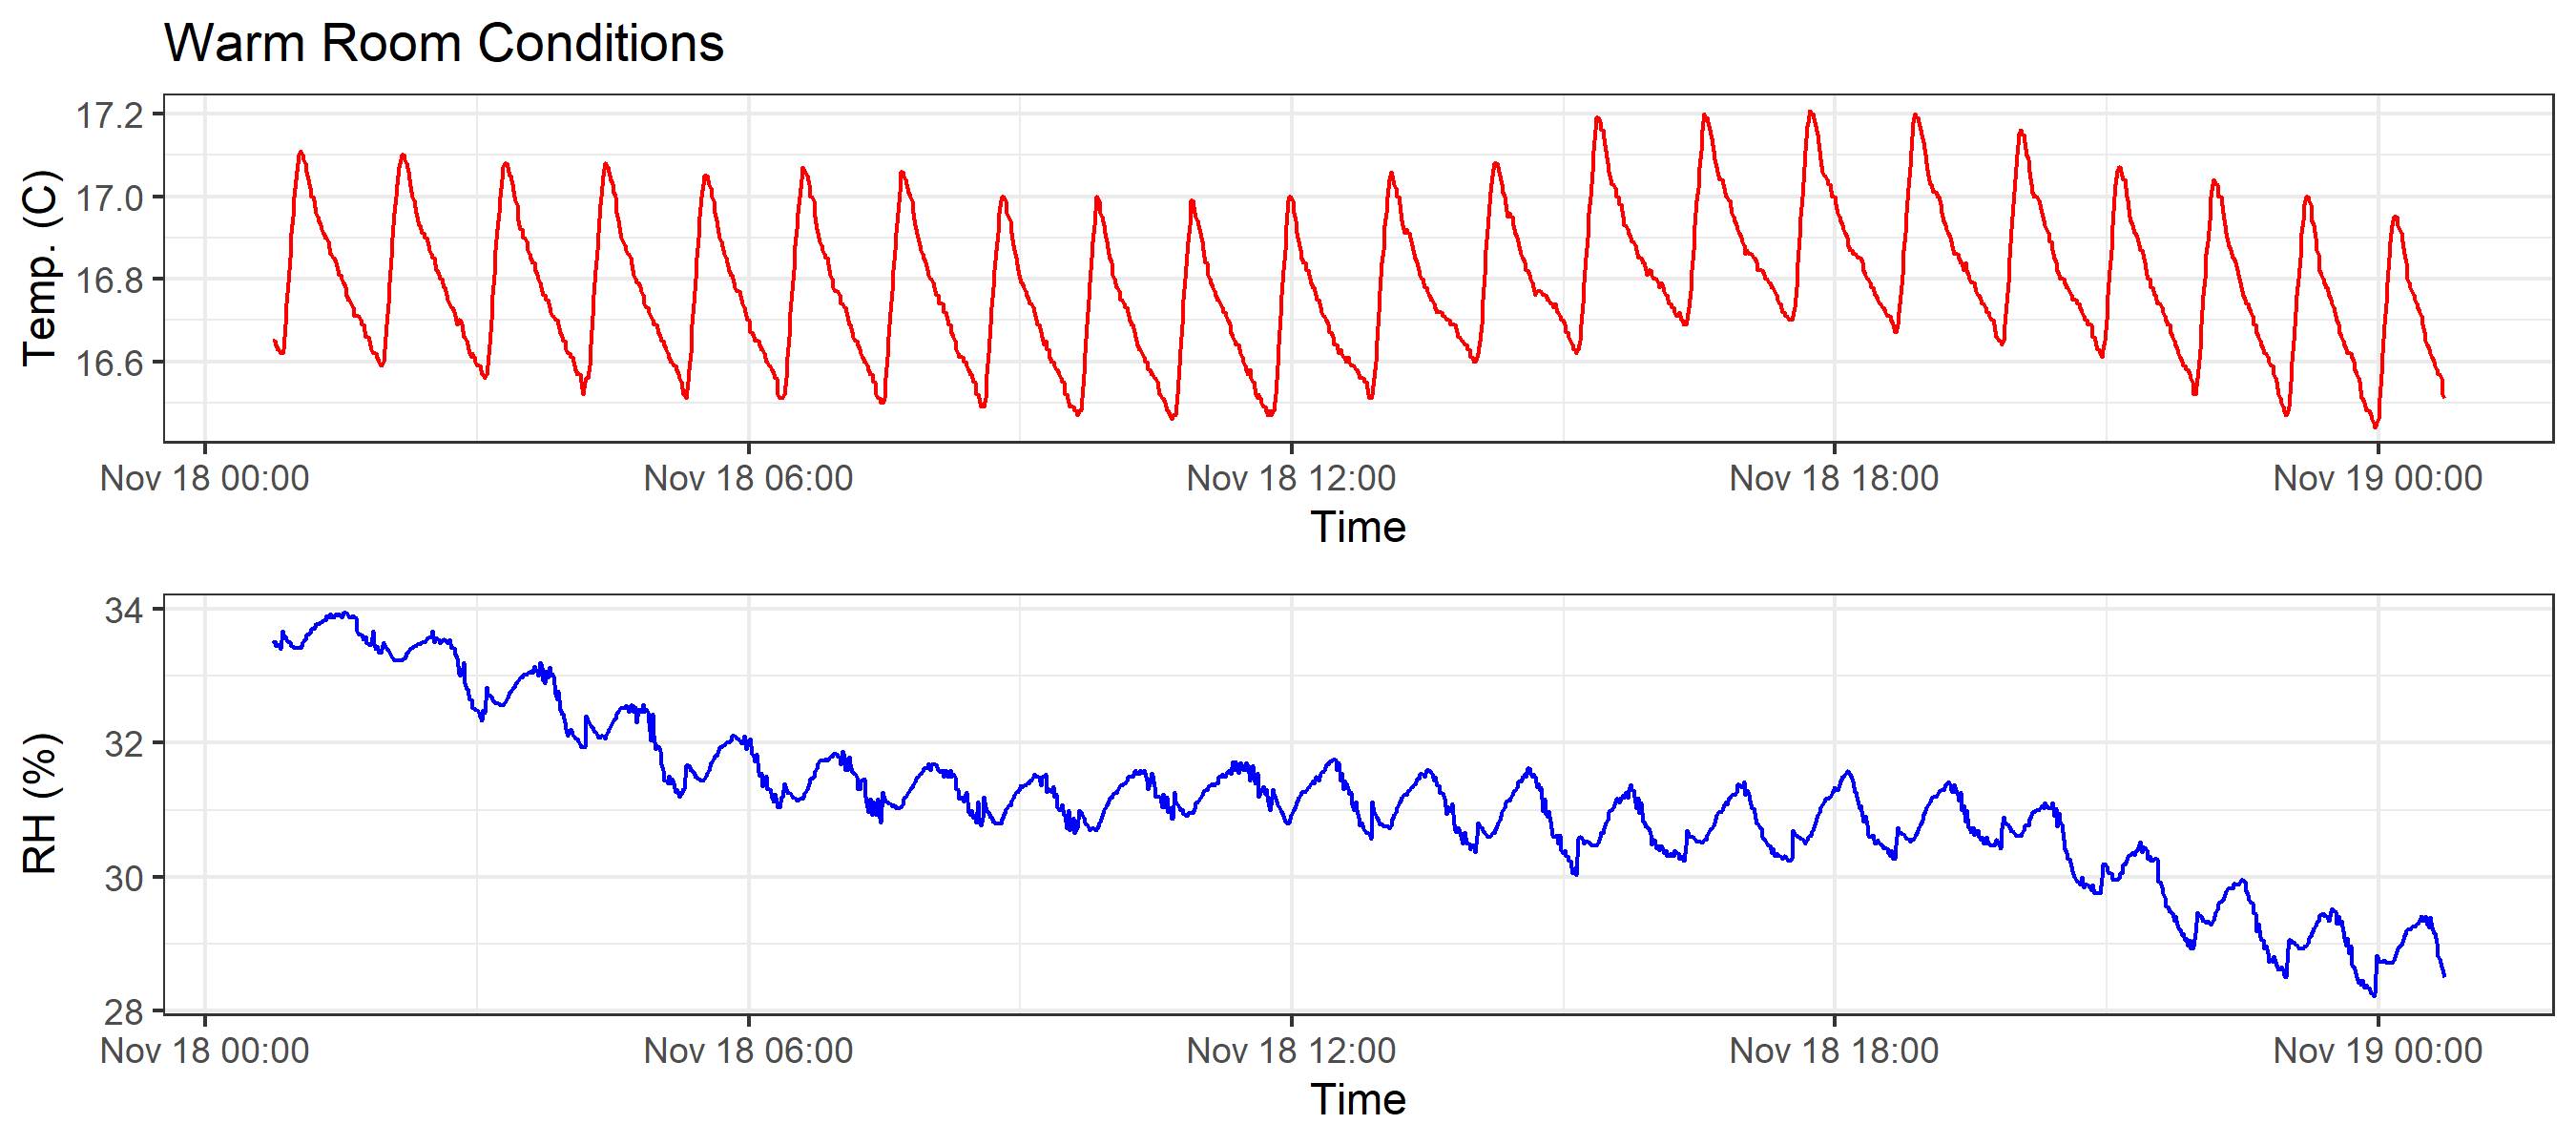 Warm Room Conditions
17.2
17.0
16.8
16.6
Temp. (C)
Nov 18 00:00 Nov 18 06:00 Nov 18 12:00 Nov 18 18:00 Nov 19 00:00
Time
34
32
30
28
RH (%)
Nov 18 00:00 Nov 18 06:00 Nov 18 12:00 Nov 18 18:00 Nov 19 00:00
Time